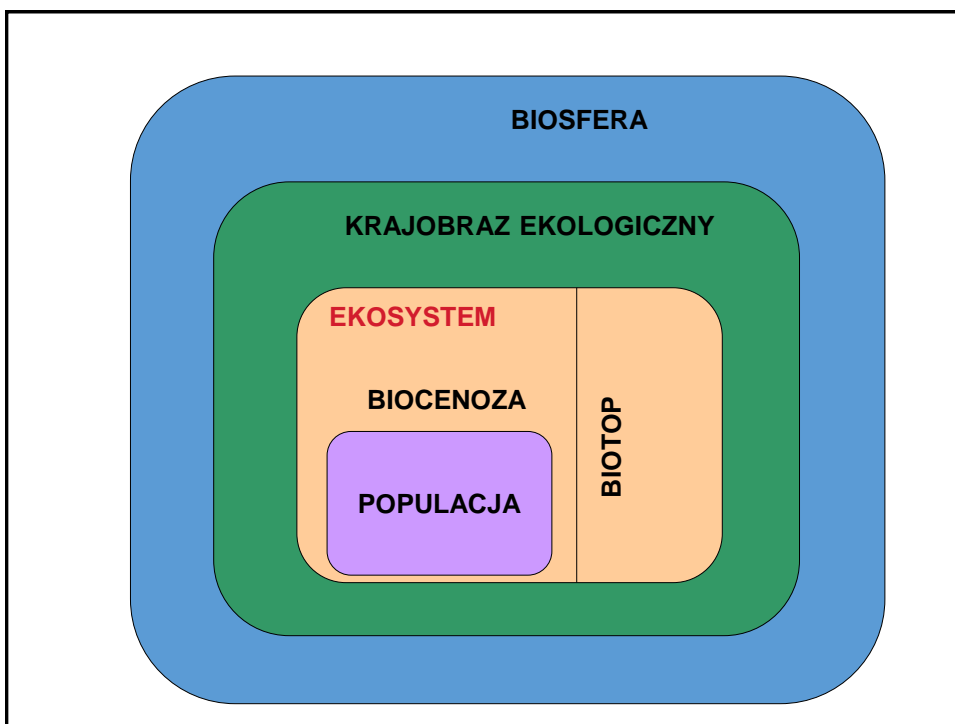 BIOSFERA
KRAJOBRAZ EKOLOGICZNY
EKOSYSTEM
BIOCENOZA
BIOTOP
POPULACJA